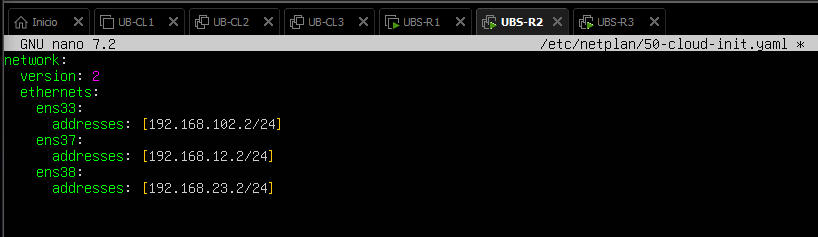 Inicio UB-CL1 UB-CL2 UB-CL3 UBS-R1 UBS-R2 UBS-R3
GNU nano 7.2 /etc/netplan/50-cloud-init.yaml *
network:
  version: 2
  ethernets:
    ens33:
      addresses: [192.168.102.2/24]
    ens37:
      addresses: [192.168.12.2/24]
    ens38:
      addresses: [192.168.23.2/24]